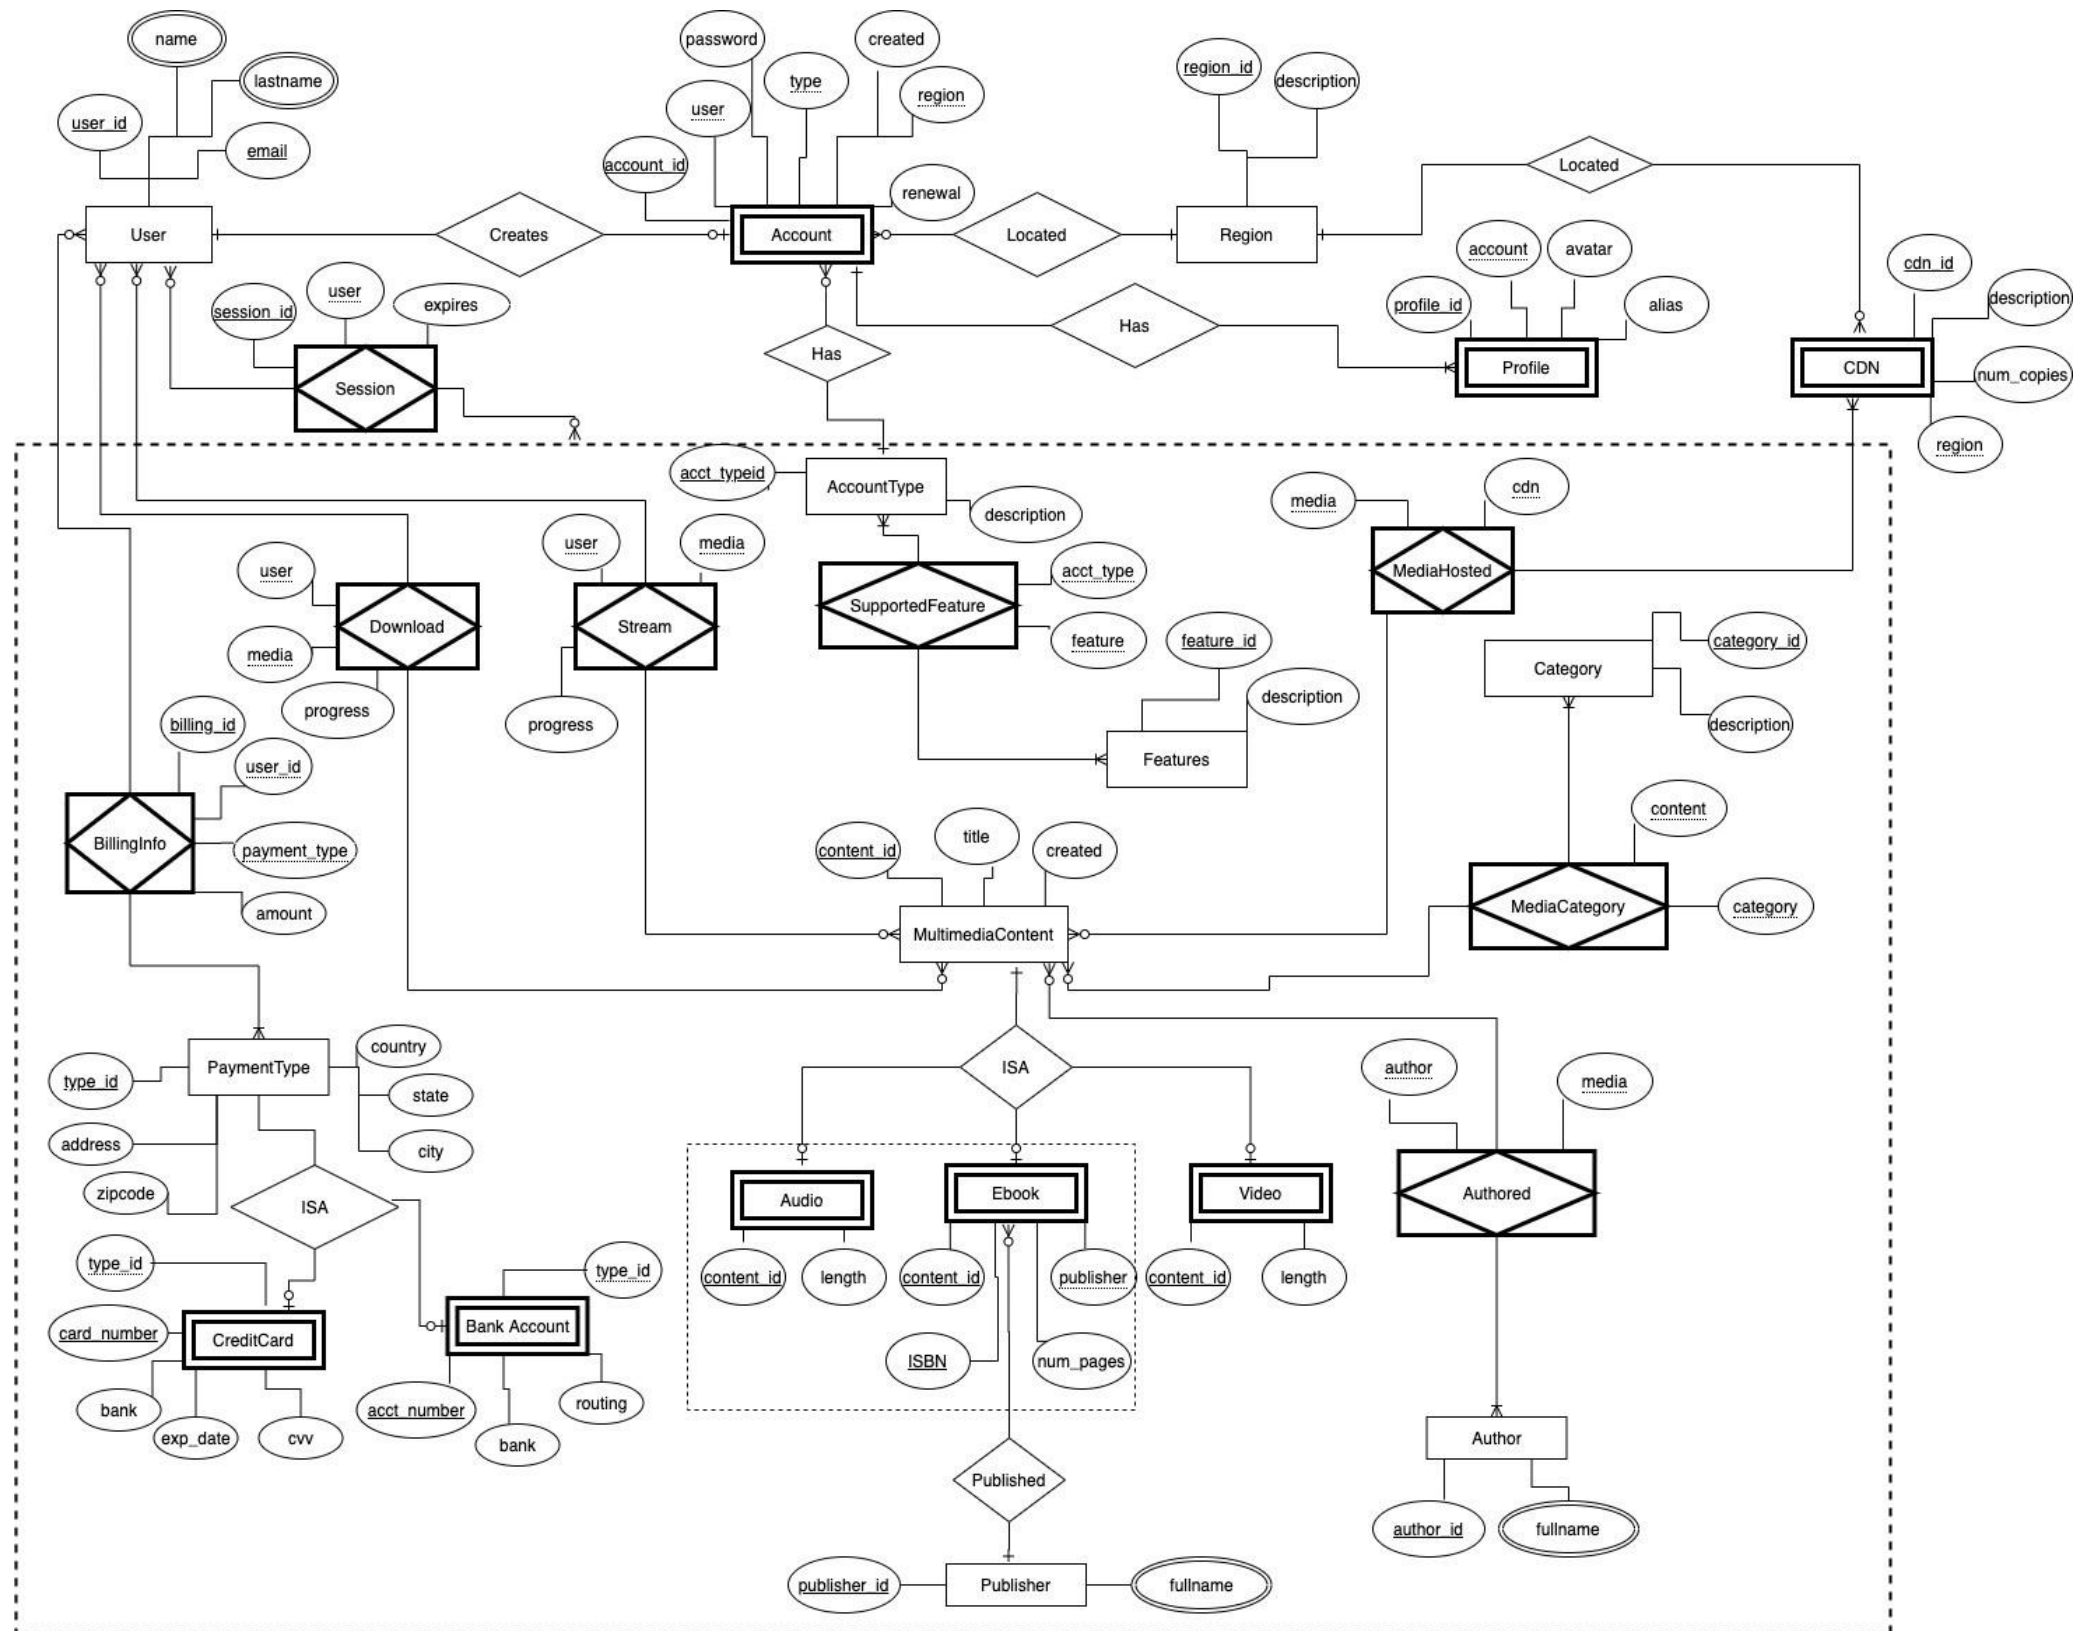 name
lastname
user_id
email
User
password
created
type
user
region
account_id
renewal
Creates
Account
Located
region_id
description
Region
Located
account
avatar
cdn_id
profile_id
alias
description
Has
Profile
CDN
num_copies
region
session_id
user
expires
Session
Has
acct_typeid
AccountType
description
media
cdn
MediaHosted
user
media
Download
progress
user
media
Stream
progress
SupportedFeature
acct_type
feature
feature_id
description
Features
Category
category_id
description
billing_id
user_id
BillingInfo
payment_type
amount
content_id
title
created
MultimediaContent
content
MediaCategory
category
country
PaymentType
type_id
state
address
city
zipcode
ISA
ISA
author
media
Audio
Ebook
Video
Authored
content_id
length
content_id
publisher
content_id
length
ISBN
num_pages
type_id
type_id
card_number
CreditCard
Bank Account
bank
exp_date
cvv
acct_number
routing
bank
Published
Author
author_id
fullname
publisher_id
Publisher
fullname